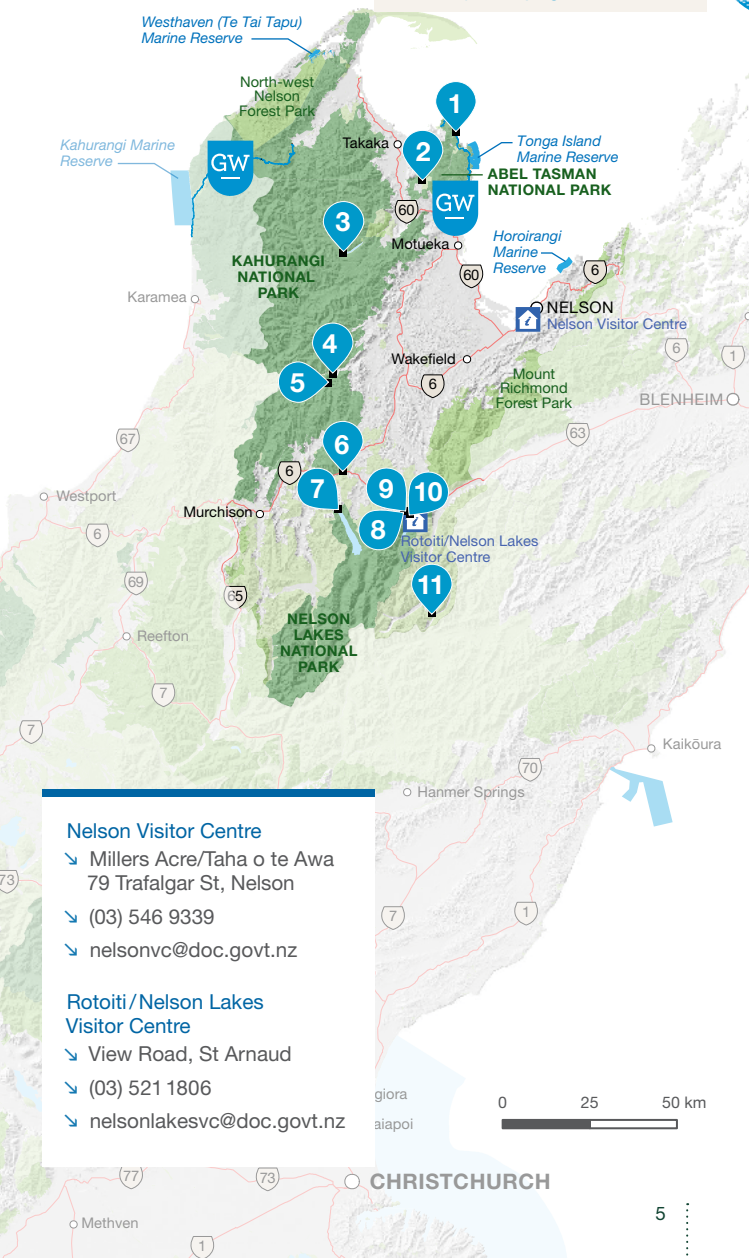 Westhaven (Te Tai Tapu)
Marine Reserve
North-west
Nelson
Forest Park
1
Kahurangi Marine
Reserve
GW
Takaka
2
Tonga Island
Marine Reserve
ABEL TASMAN
NATIONAL PARK
GW
60
3
Motueka
Horoirangi
Marine
Reserve
KAHURANGI
NATIONAL
PARK
60
6
Karamea
NELSON
Nelson Visitor Centre
4
Wakefield
6
1
5
6
Mount
Richmond
Forest Park
BLENHEIM
67
6
63
6
7
9
10
Westport
Murchison
8
6
Rotoiti/Nelson Lakes
Visitor Centre
69
65
11
Reefton
NELSON
LAKES
NATIONAL
PARK
7
7
Kaikōura
70
Hanmer Springs
Nelson Visitor Centre
Millers Acre/Taha o te Awa
79 Trafalgar St, Nelson
(03) 546 9339
nelsonvc@doc.govt.nz
73
7
1
Rotoiti/Nelson Lakes
Visitor Centre
View Road, St Arnaud
(03) 521 1806
nelsonlakesvc@doc.govt.nz
giora
aiapoi
0 25 50 km
77
73
CHRISTCHURCH
5
Methven
1